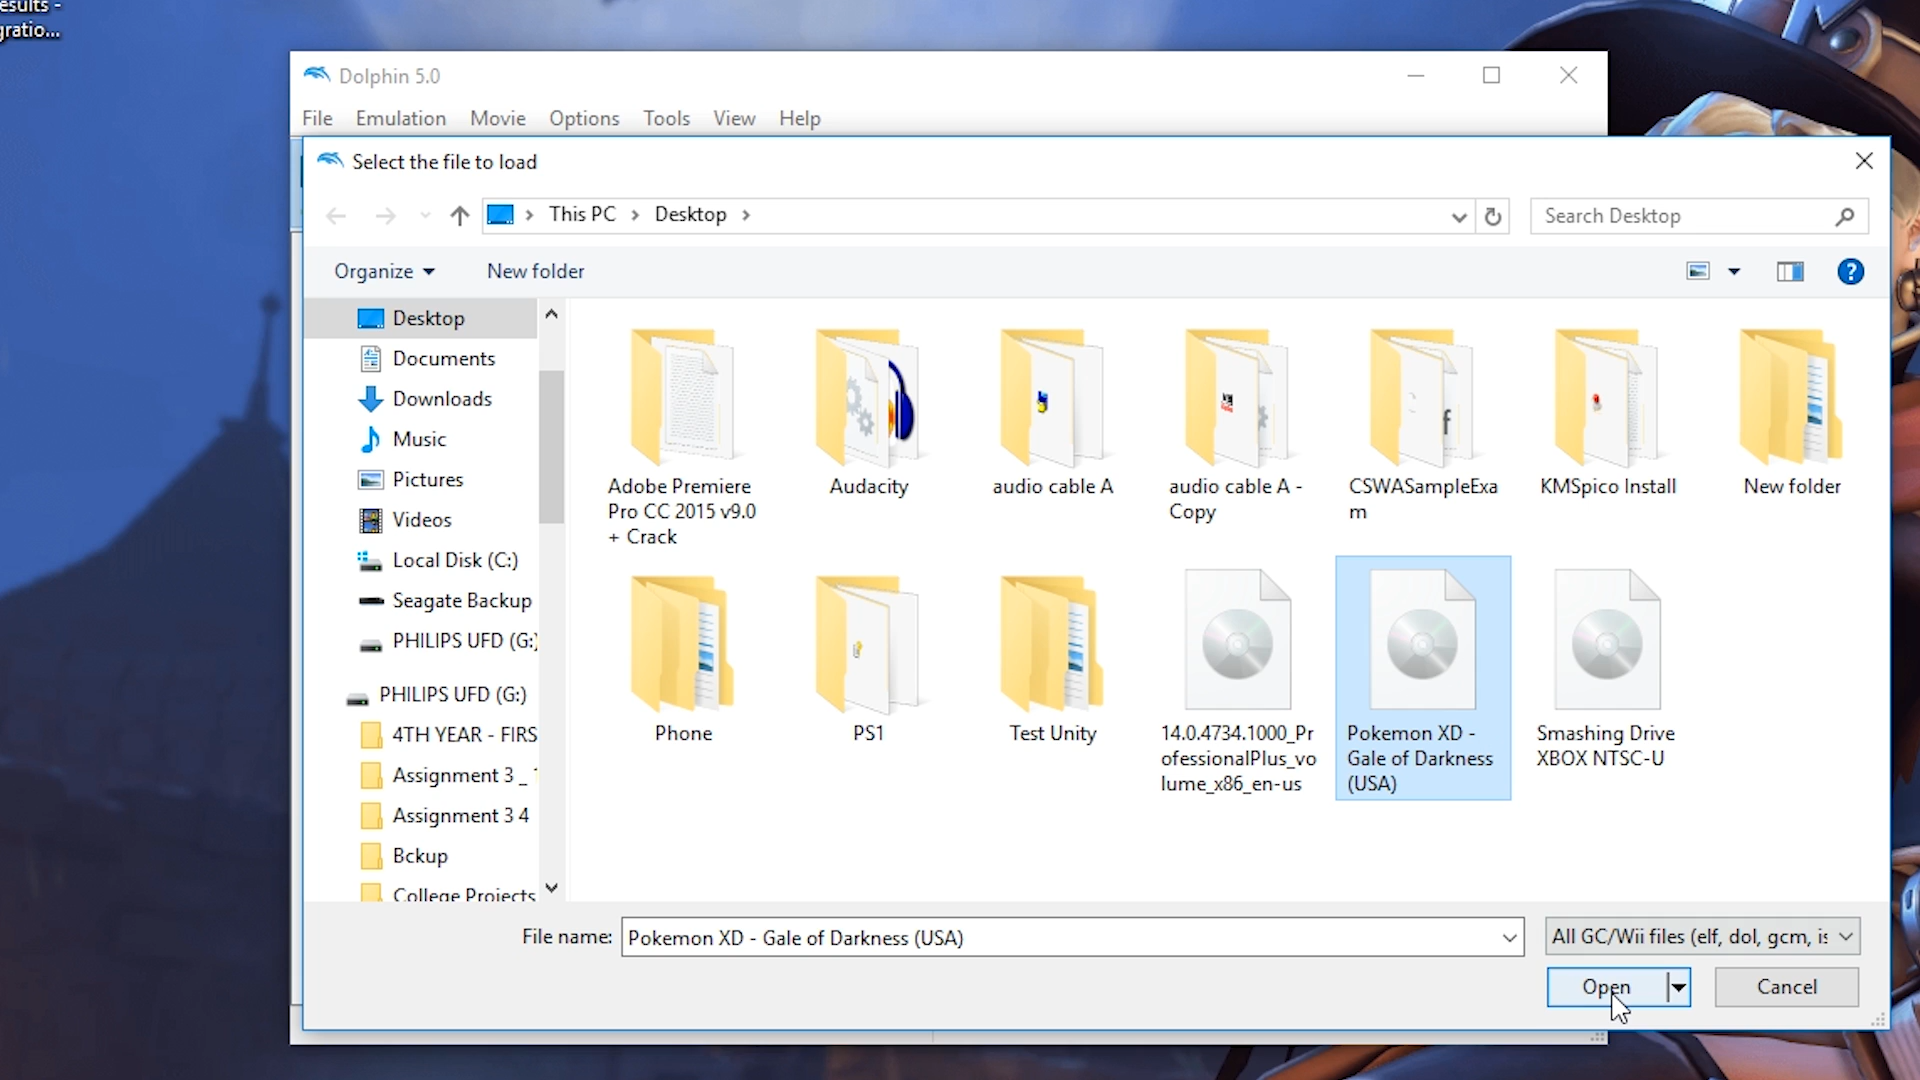 esults -
gratio...
Dolphin 5.0
File Emulation Movie Options Tools View Help
Select the file to load
This PC Desktop
Search Desktop
Organize New folder
?
Desktop
Documents
Downloads
Music
Pictures
Videos
Local Disk (C:)
Seagate Backup
PHILIPS UFD (G:)
PHILIPS UFD (G:)
4TH YEAR - FIRS
Assignment 3 _ 1
Assignment 3 4
Bckup
College Projects
Adobe Premiere
Pro CC 2015 v9.0
+ Crack
Audacity
audio cable A
audio cable A -
Copy
CSWASampleExa
m
KMSpico Install
New folder
Phone
PS1
Test Unity
14.0.4734.1000_Pr
ofessionalPlus_vo
lume_x86_en-us
Pokemon XD -
Gale of Darkness
(USA)
Smashing Drive
XBOX NTSC-U
File name: Pokemon XD - Gale of Darkness (USA)
All GC/Wii files (elf, dol, gcm, is
Open Cancel